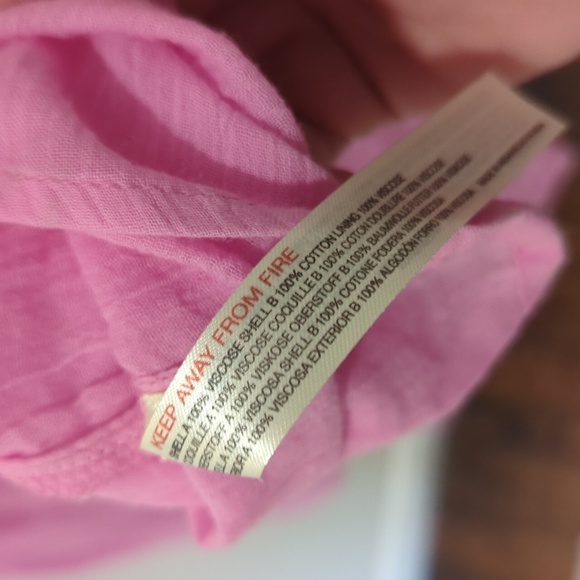 KEEP AWAY FROM FIRE
SHELL A 100% VISCOSE SHELL B 100% COTTON LINING 100% VISCOSE
COQUILLE A 100% VISCOSE COQUILLE B 100% COTON DOUBLURE 100% VISCOSE
OBERSTOFF A 100% VISKOSE OBERSTOFF B 100% BAUMWOLLE FUTTER 100% VISKOSE
100% VISCOSA SHELL B 100% COTONE FODERA 100% VISCOSA
A 100% VISCOSA EXTERIOR B 100% ALGODÓN FORRO 100% VISCOSA
MADE IN